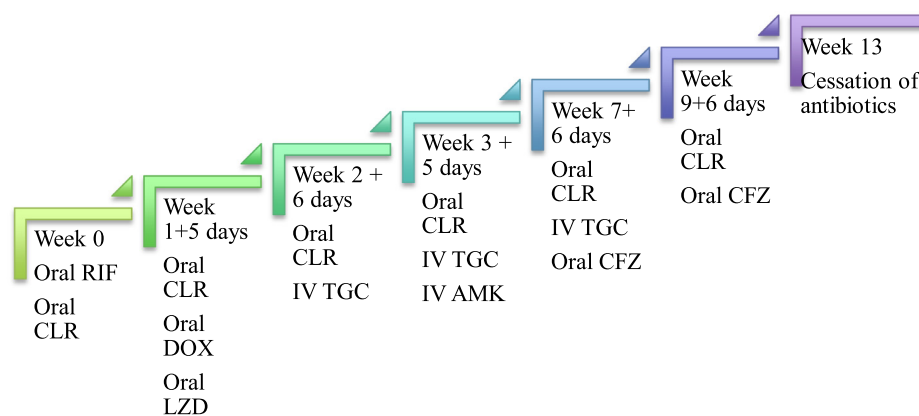 Week 0
Oral RIF
Oral
CLR
Week
1+5 days
Oral
CLR
Oral
DOX
Oral
LZD
Week 2 +
6 days
Oral
CLR
IV TGC
Week 3 +
5 days
Oral
CLR
IV TGC
IV AMK
Week 7+
6 days
Oral
CLR
IV TGC
Oral CFZ
Week
9+6 days
Oral
CLR
Oral CFZ
Week 13
Cessation of
antibiotics